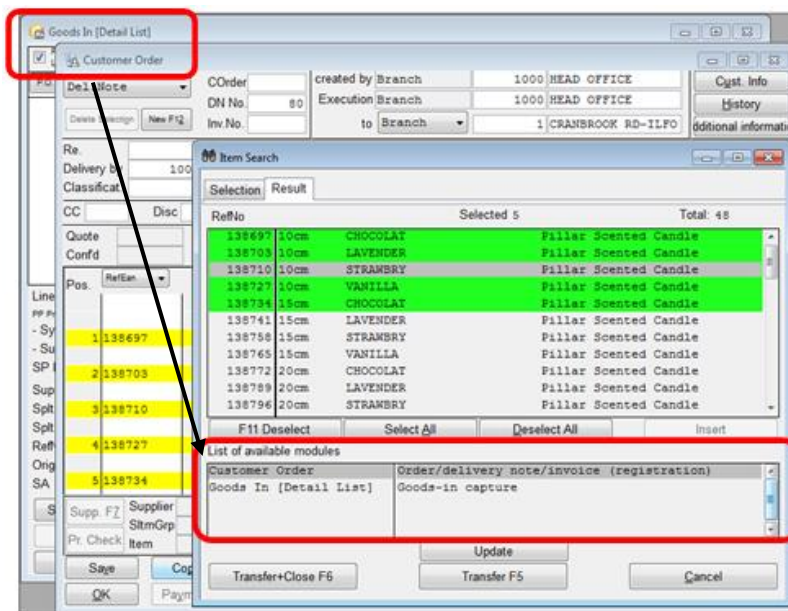 Goods In [Detail List]
Customer Order
Del.Note
COrder
created by Branch 1000 HEAD OFFICE
Cust. Info
DN No. 80
Execution Branch 1000 HEAD OFFICE
History
New F12
Inv.No.
to Branch 1 CRANBROOK RD-ILFO
dditional informati
Re.
Delivery by 100
Classificat
CC Disc
Quote
Conf'd
Pos. RefEan
1 138697
2 138703
3 138710
4 138727
5 138734
Line
- Sy
- Su
SP
Sup
Splt
Splt
Refl
Orig
SA
Supp. F7 Supplier
SltmGrp
Pr. Check Item
Save Cop
OK Paym
Item Search
Selection Result
RefNo Selected 5 Total: 48
138697 10cm CHOCOLAT Pillar Scented Candle
138703 10cm LAVENDER Pillar Scented Candle
138710 10cm STRAWBRY Pillar Scented Candle
138727 10cm VANILLA Pillar Scented Candle
138734 15cm CHOCOLAT Pillar Scented Candle
138741 15cm LAVENDER Pillar Scented Candle
138758 15cm STRAWBRY Pillar Scented Candle
138765 15cm VANILLA Pillar Scented Candle
138772 20cm CHOCOLAT Pillar Scented Candle
138789 20cm LAVENDER Pillar Scented Candle
138796 20cm STRAWBRY Pillar Scented Candle
F11 Deselect Select All Deselect All Insert
List of available modules
Customer Order Order/delivery note/invoice (registration)
Goods In [Detail List] Goods-in capture
Update
Transfer+Close F6 Transfer F5 Cancel